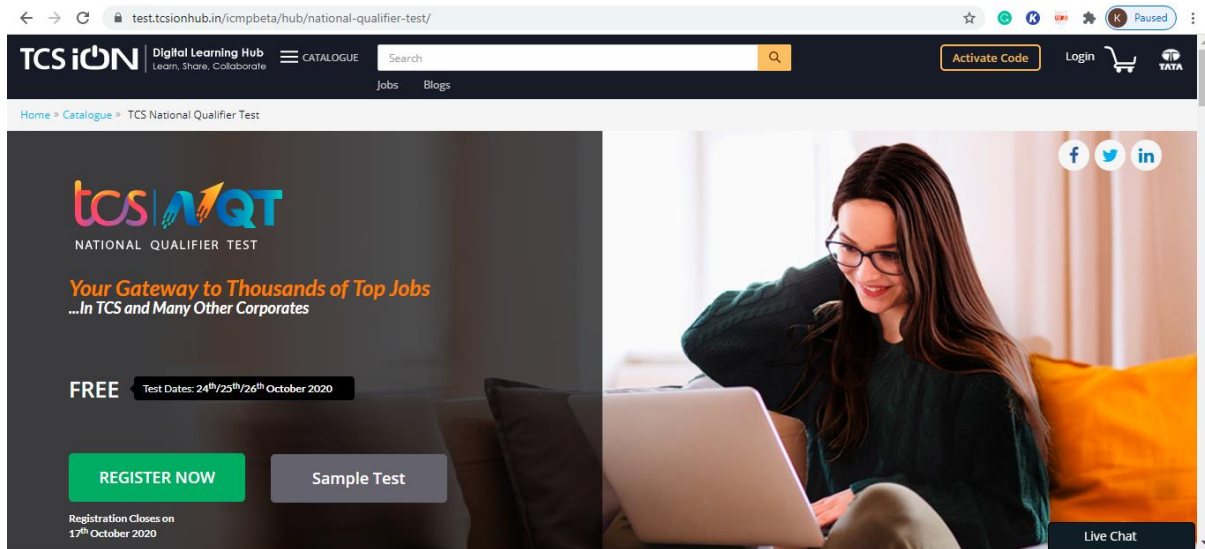 test.tcsionhub.in/icmpbeta/hub/national-qualifier-test/
K Paused
TCS iON Digital Learning Hub
Learn, Share, Collaborate
CATALOGUE
Search
Activate Code
Login
TATA
Jobs Blogs
Home » Catalogue » TCS National Qualifier Test
tcs NQT
NATIONAL QUALIFIER TEST
Your Gateway to Thousands of Top Jobs
...In TCS and Many Other Corporates
FREE Test Dates: 24th/25th/26th October 2020
REGISTER NOW Sample Test
Registration Closes on
17th October 2020
Live Chat